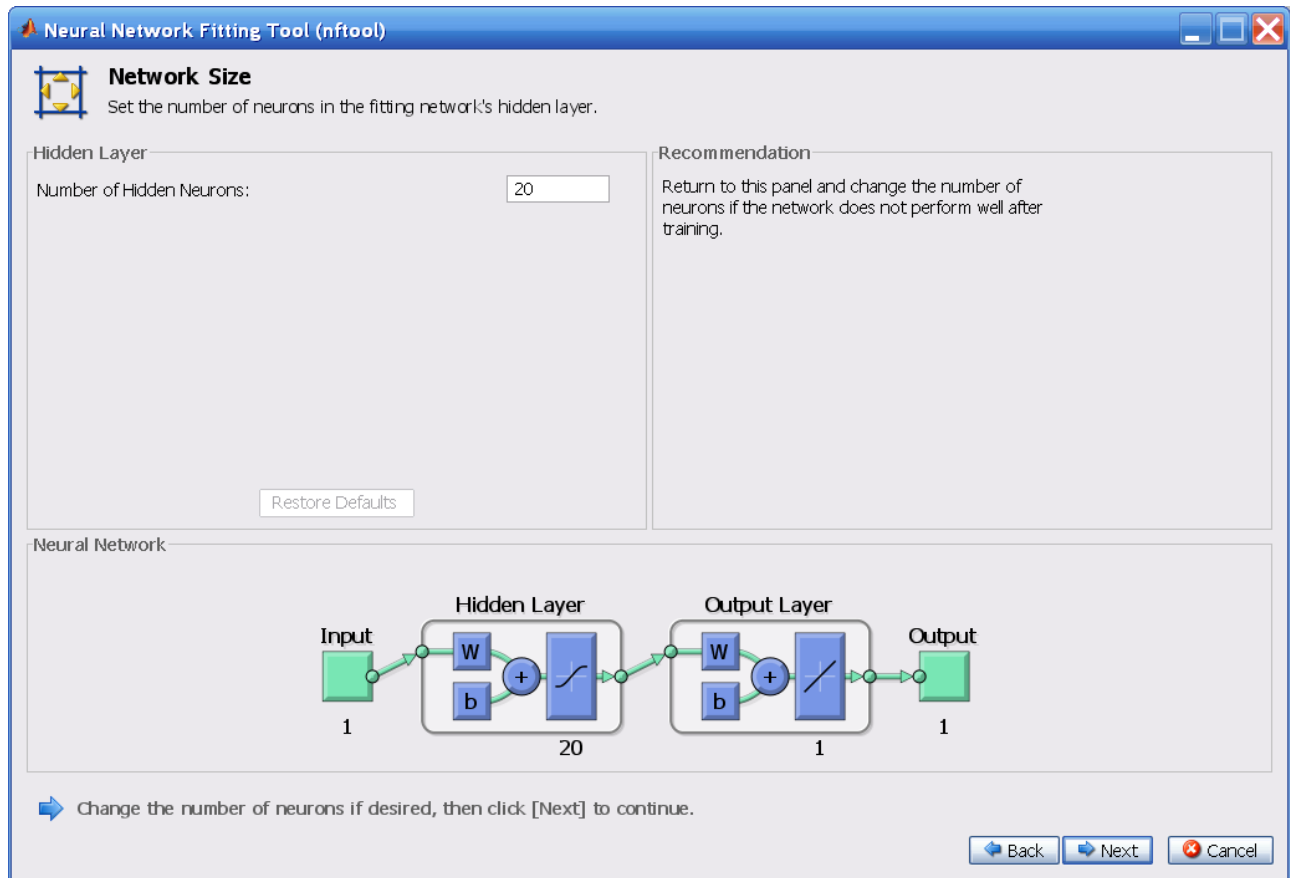 Neural Network Fitting Tool (nftool)
Network Size
Set the number of neurons in the fitting network's hidden layer.
Hidden Layer
Number of Hidden Neurons:
20
Restore Defaults
Recommendation
Return to this panel and change the number of
neurons if the network does not perform well after
training.
Neural Network
Hidden Layer
Output Layer
Input
Output
W
b
+
W
b
+
1
20
1
1
Change the number of neurons if desired, then click [Next] to continue.
Back
Next
Cancel